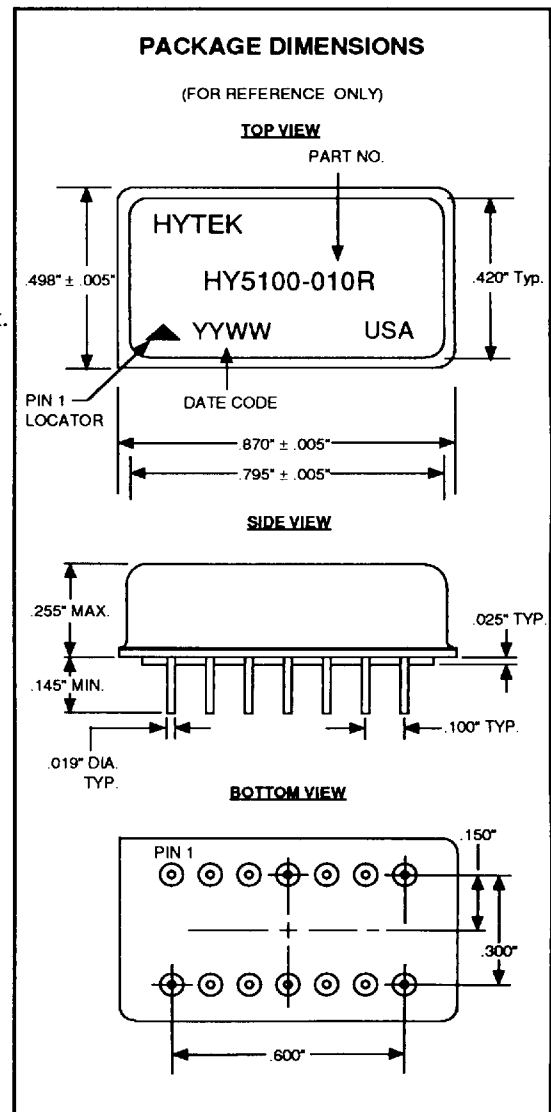 PACKAGE DIMENSIONS
(FOR REFERENCE ONLY)
TOP VIEW
PART NO.
HYTEK
.498" ± .005"
HY5100-010R
.420" Typ.
YYWW
USA
PIN 1
LOCATOR
DATE CODE
.870" ± .005"
.795" ± .005"
SIDE VIEW
.255" MAX.
.025" TYP.
.145" MIN.
.100" TYP.
.019" DIA.
TYP.
BOTTOM VIEW
.150"
PIN 1
.300"
.600"